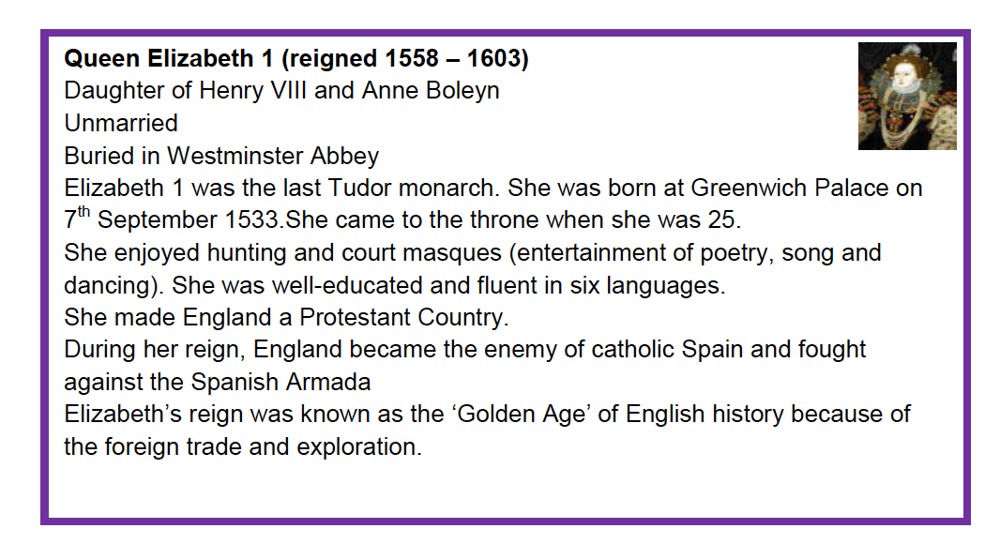 Queen Elizabeth 1 (reigned 1558 – 1603)
Daughter of Henry VIII and Anne Boleyn
Unmarried
Buried in Westminster Abbey
Elizabeth 1 was the last Tudor monarch. She was born at Greenwich Palace on
7th September 1533.She came to the throne when she was 25.
She enjoyed hunting and court masques (entertainment of poetry, song and
dancing). She was well-educated and fluent in six languages.
She made England a Protestant Country.
During her reign, England became the enemy of catholic Spain and fought
against the Spanish Armada
Elizabeth’s reign was known as the ‘Golden Age’ of English history because of
the foreign trade and exploration.